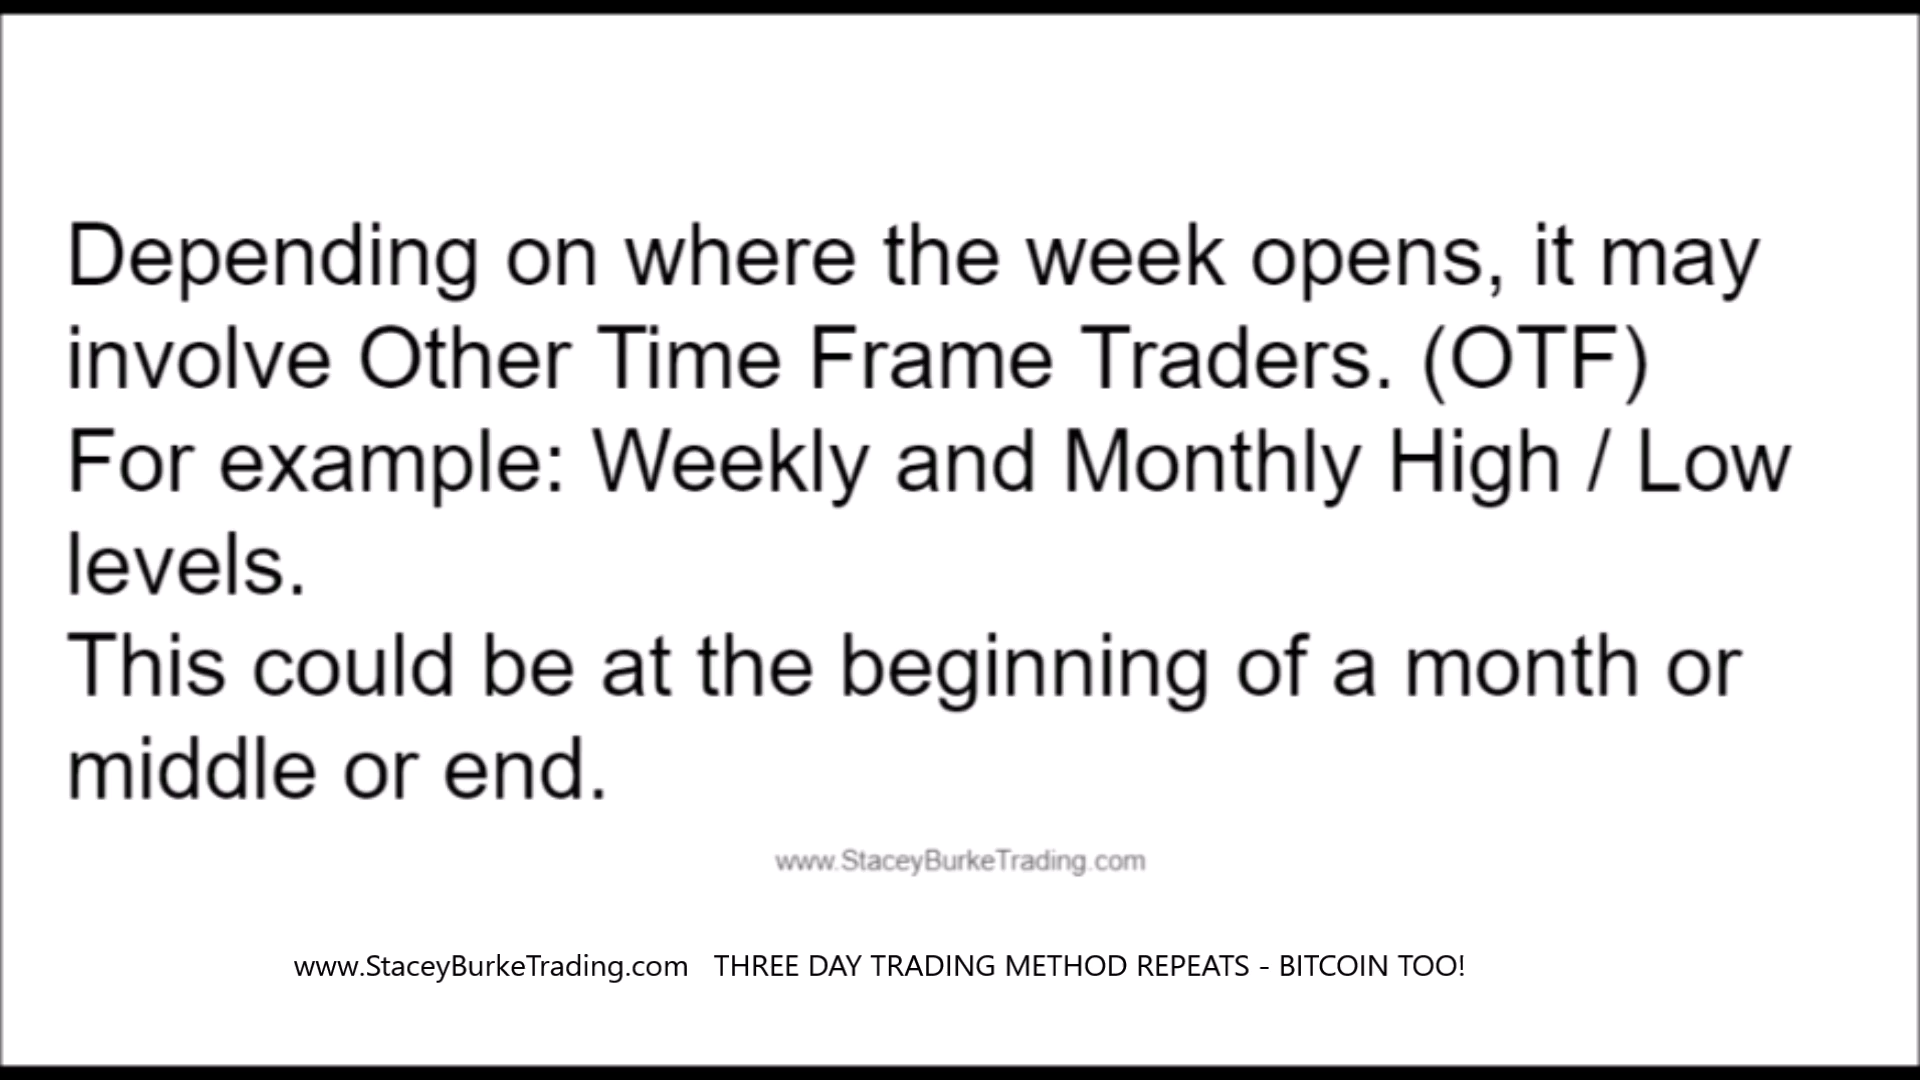 Depending on where the week opens, it may
involve Other Time Frame Traders. (OTF)
For example: Weekly and Monthly High / Low
levels.
This could be at the beginning of a month or
middle or end.
www.StaceyBurkeTrading.com
www.StaceyBurkeTrading.com THREE DAY TRADING METHOD REPEATS - BITCOIN TOO!